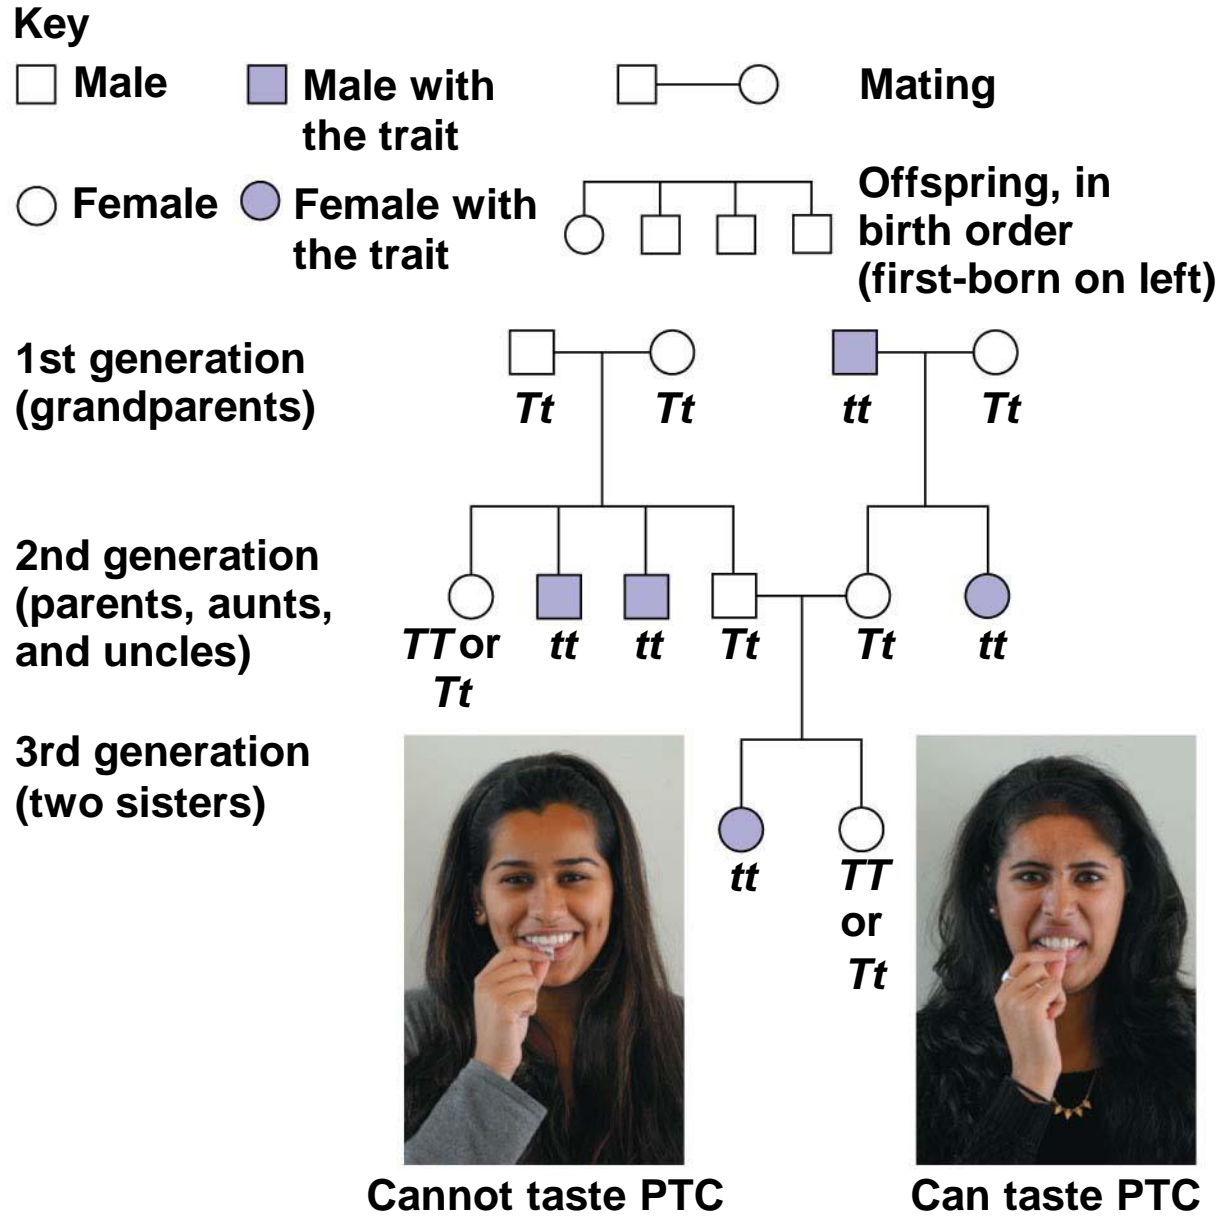 Key
Male
Male with
the trait
Mating
Female
Female with
the trait
Offspring, in
birth order
(first-born on left)
1st generation
(grandparents)
Tt Tt tt Tt
2nd generation
(parents, aunts,
and uncles)
TT or
Tt
tt tt Tt Tt tt
3rd generation
(two sisters)
tt
TT
or
Tt
Cannot taste PTC
Can taste PTC